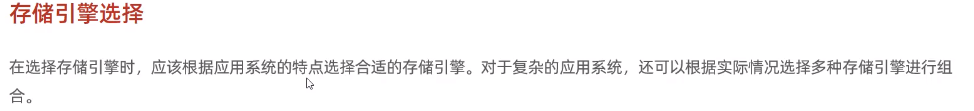 存储引擎选择
在选择存储引擎时，应该根据应用系统的特点选择合适的存储引擎。对于复杂的应用系统，还可以根据实际情况选择多种存储引擎进行组
合。